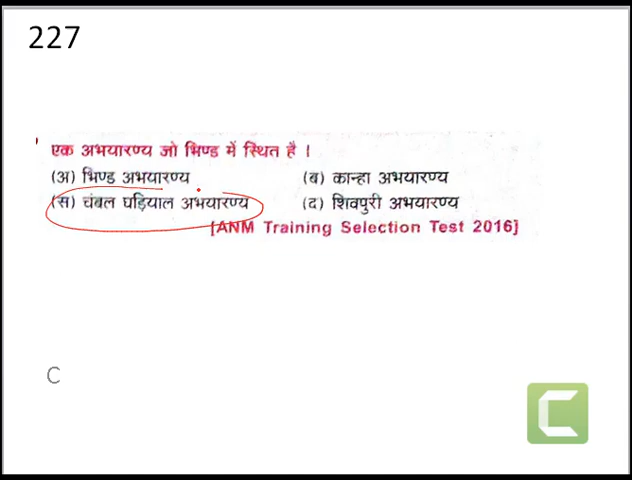 227
एक अभयारण्य जो भिण्ड में स्थित है ।
(अ) भिण्ड अभयारण्य (ब) कान्हा अभयारण्य
(स) चंबल घड़ियाल अभयारण्य (द) शिवपुरी अभयारण्य
[ANM Training Selection Test 2016]
C